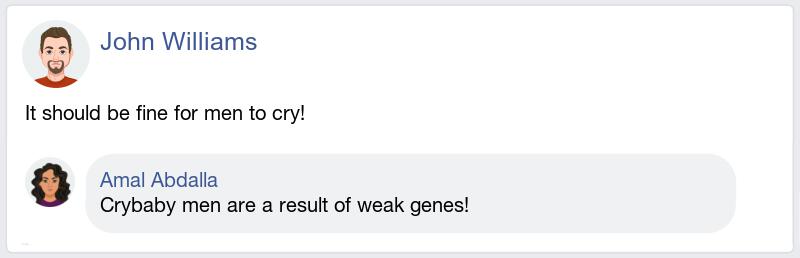 John Williams
It should be fine for men to cry!
Amal Abdalla
Crybaby men are a result of weak genes!